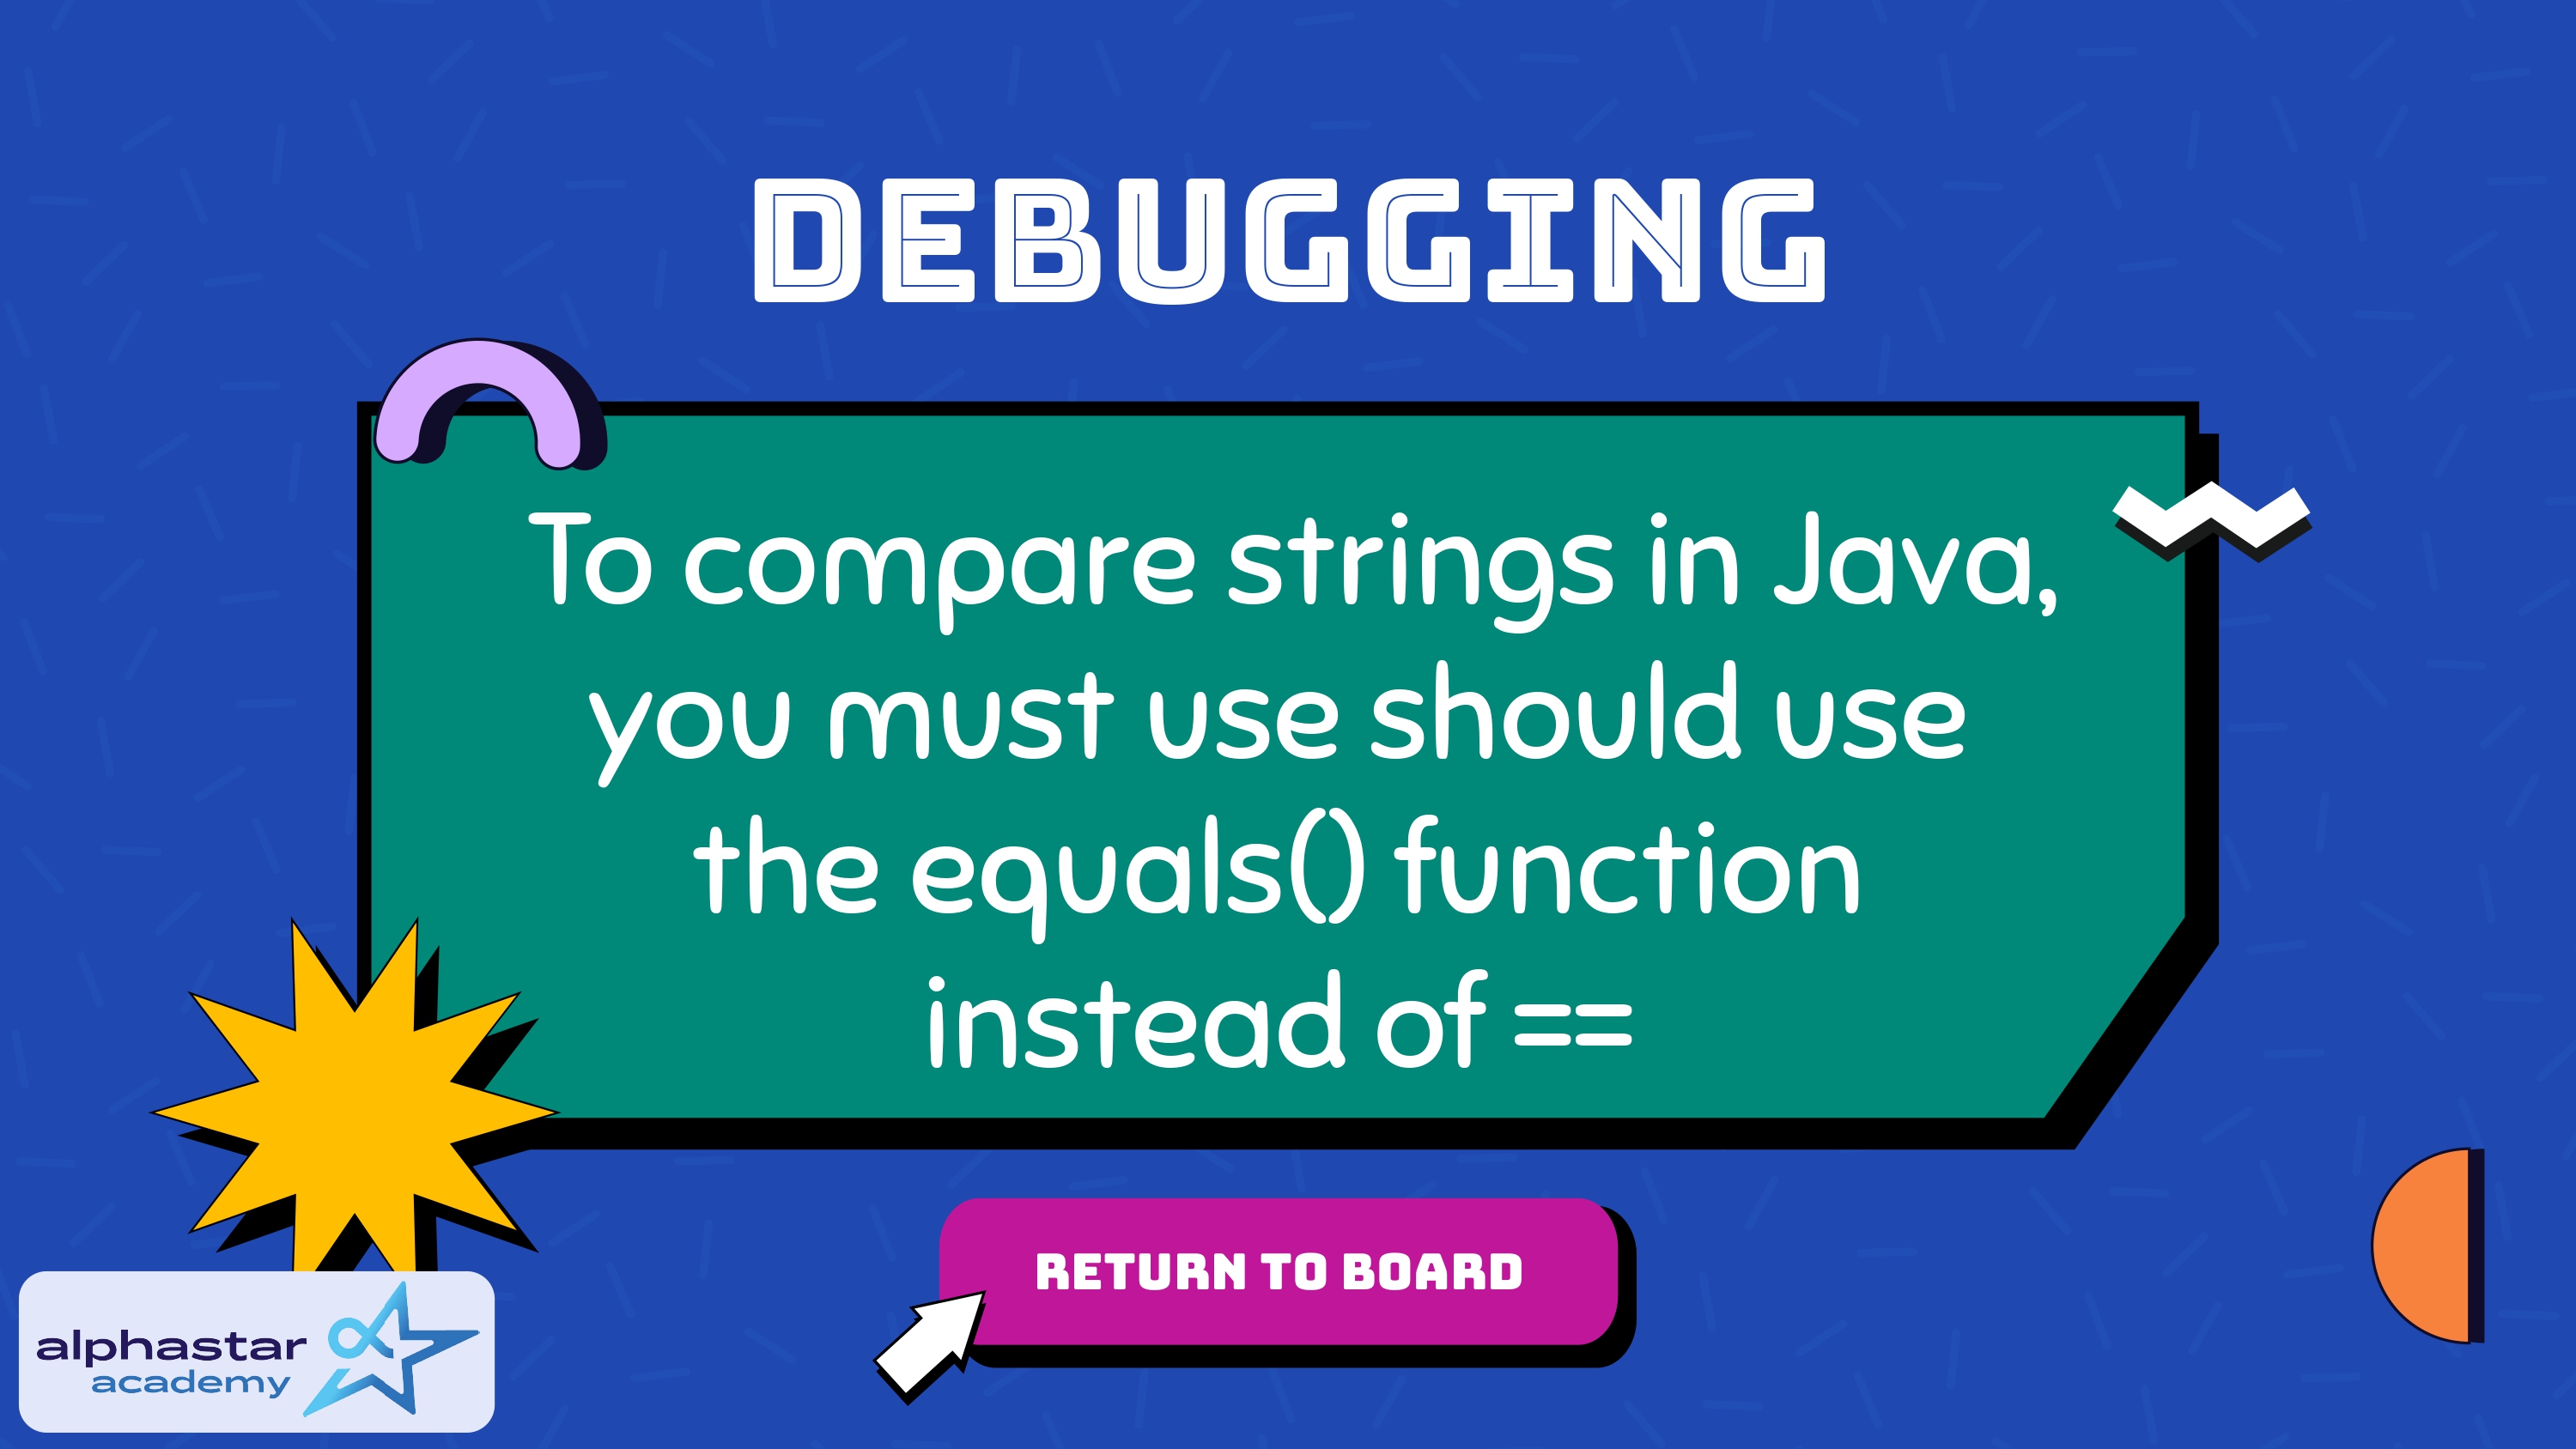 DEBUGGING
To compare strings in Java,
you must use should use
the equals() function
instead of ==
RETURN TO BOARD
alphastar
academy